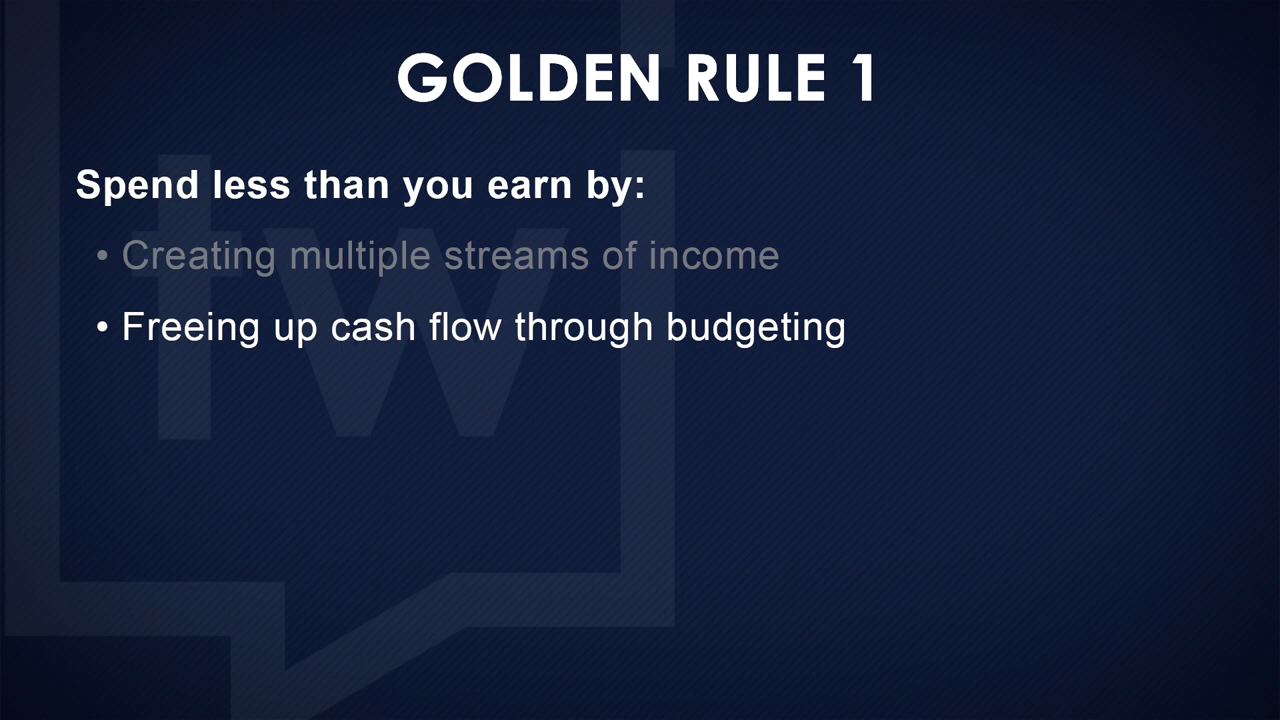 GOLDEN RULE 1
Spend less than you earn by:
• Creating multiple streams of income
• Freeing up cash flow through budgeting
tw